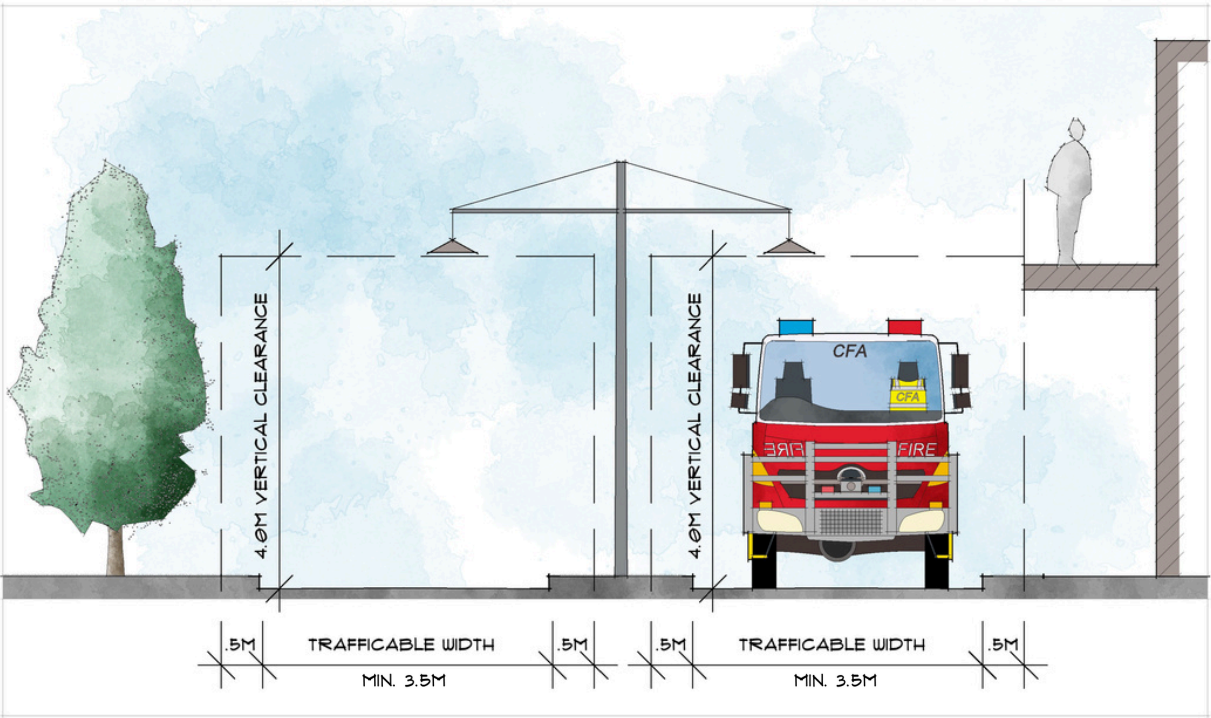 CFA
CFA
FIRE
FIRE
4.0M VERTICAL CLEARANCE
4.0M VERTICAL CLEARANCE
.5M
TRAFFICABLE WIDTH
.5M
.5M
TRAFFICABLE WIDTH
.5M
MIN. 3.5M
MIN. 3.5M